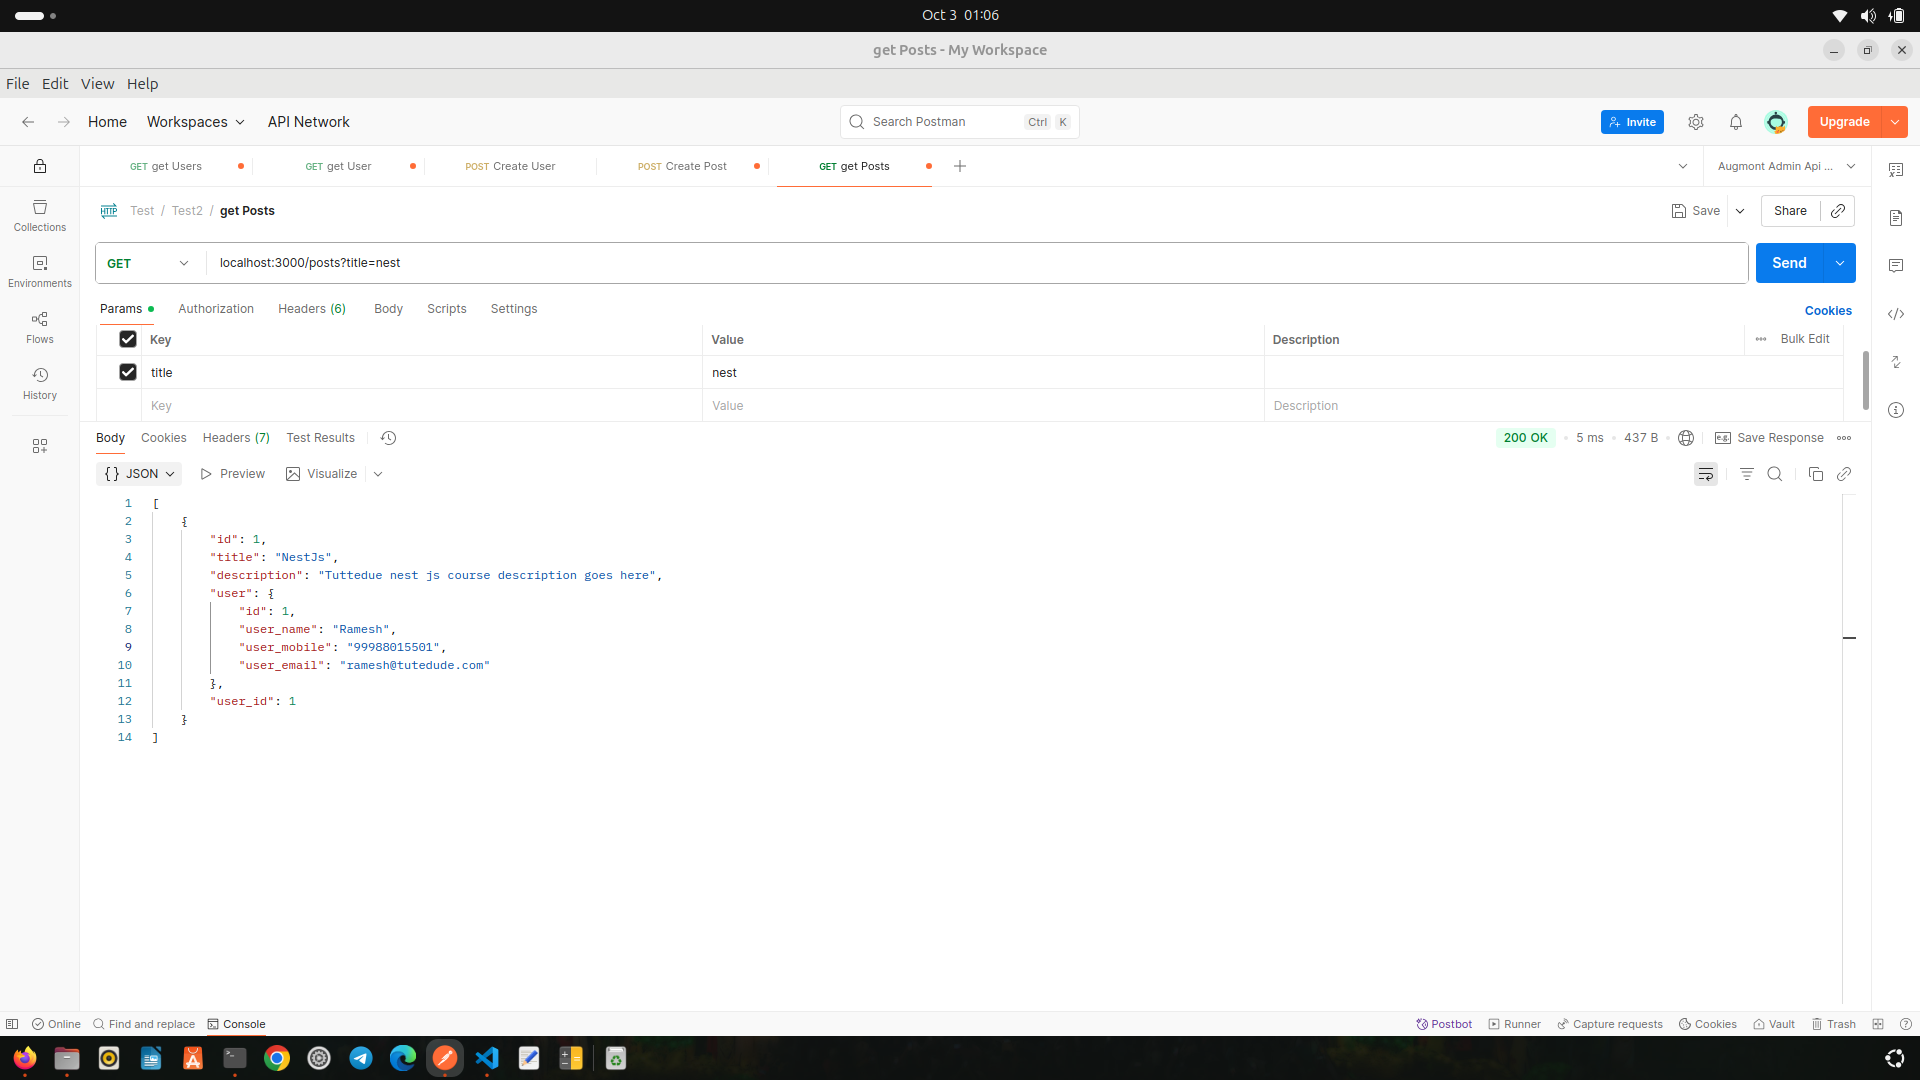 Oct 3 01:06
get Posts - My Workspace
File Edit View Help
Home Workspaces API Network Search Postman Ctrl K Invite Upgrade
GET get Users GET get User POST Create User POST Create Post GET get Posts Augmont Admin Api ...
HTTP Test / Test2 / get Posts Save Share
GET localhost:3000/posts?title=nest Send
Params Authorization Headers (6) Body Scripts Settings Cookies
Key Value Description Bulk Edit
title nest
Key Value Description
Collections
Environments
Flows
History
Body Cookies Headers (7) Test Results 200 OK 5 ms 437 B e.g. Save Response
{} JSON Preview Visualize
1 [
2 {
3 "id": 1,
4 "title": "NestJs",
5 "description": "Tuttedue nest js course description goes here",
6 "user": {
7 "id": 1,
8 "user_name": "Ramesh",
9 "user_mobile": "99988015501",
10 "user_email": "ramesh@tutedude.com"
11 },
12 "user_id": 1
13 }
14 ]
Online Find and replace Console Postbot Runner Capture requests Cookies Vault Trash